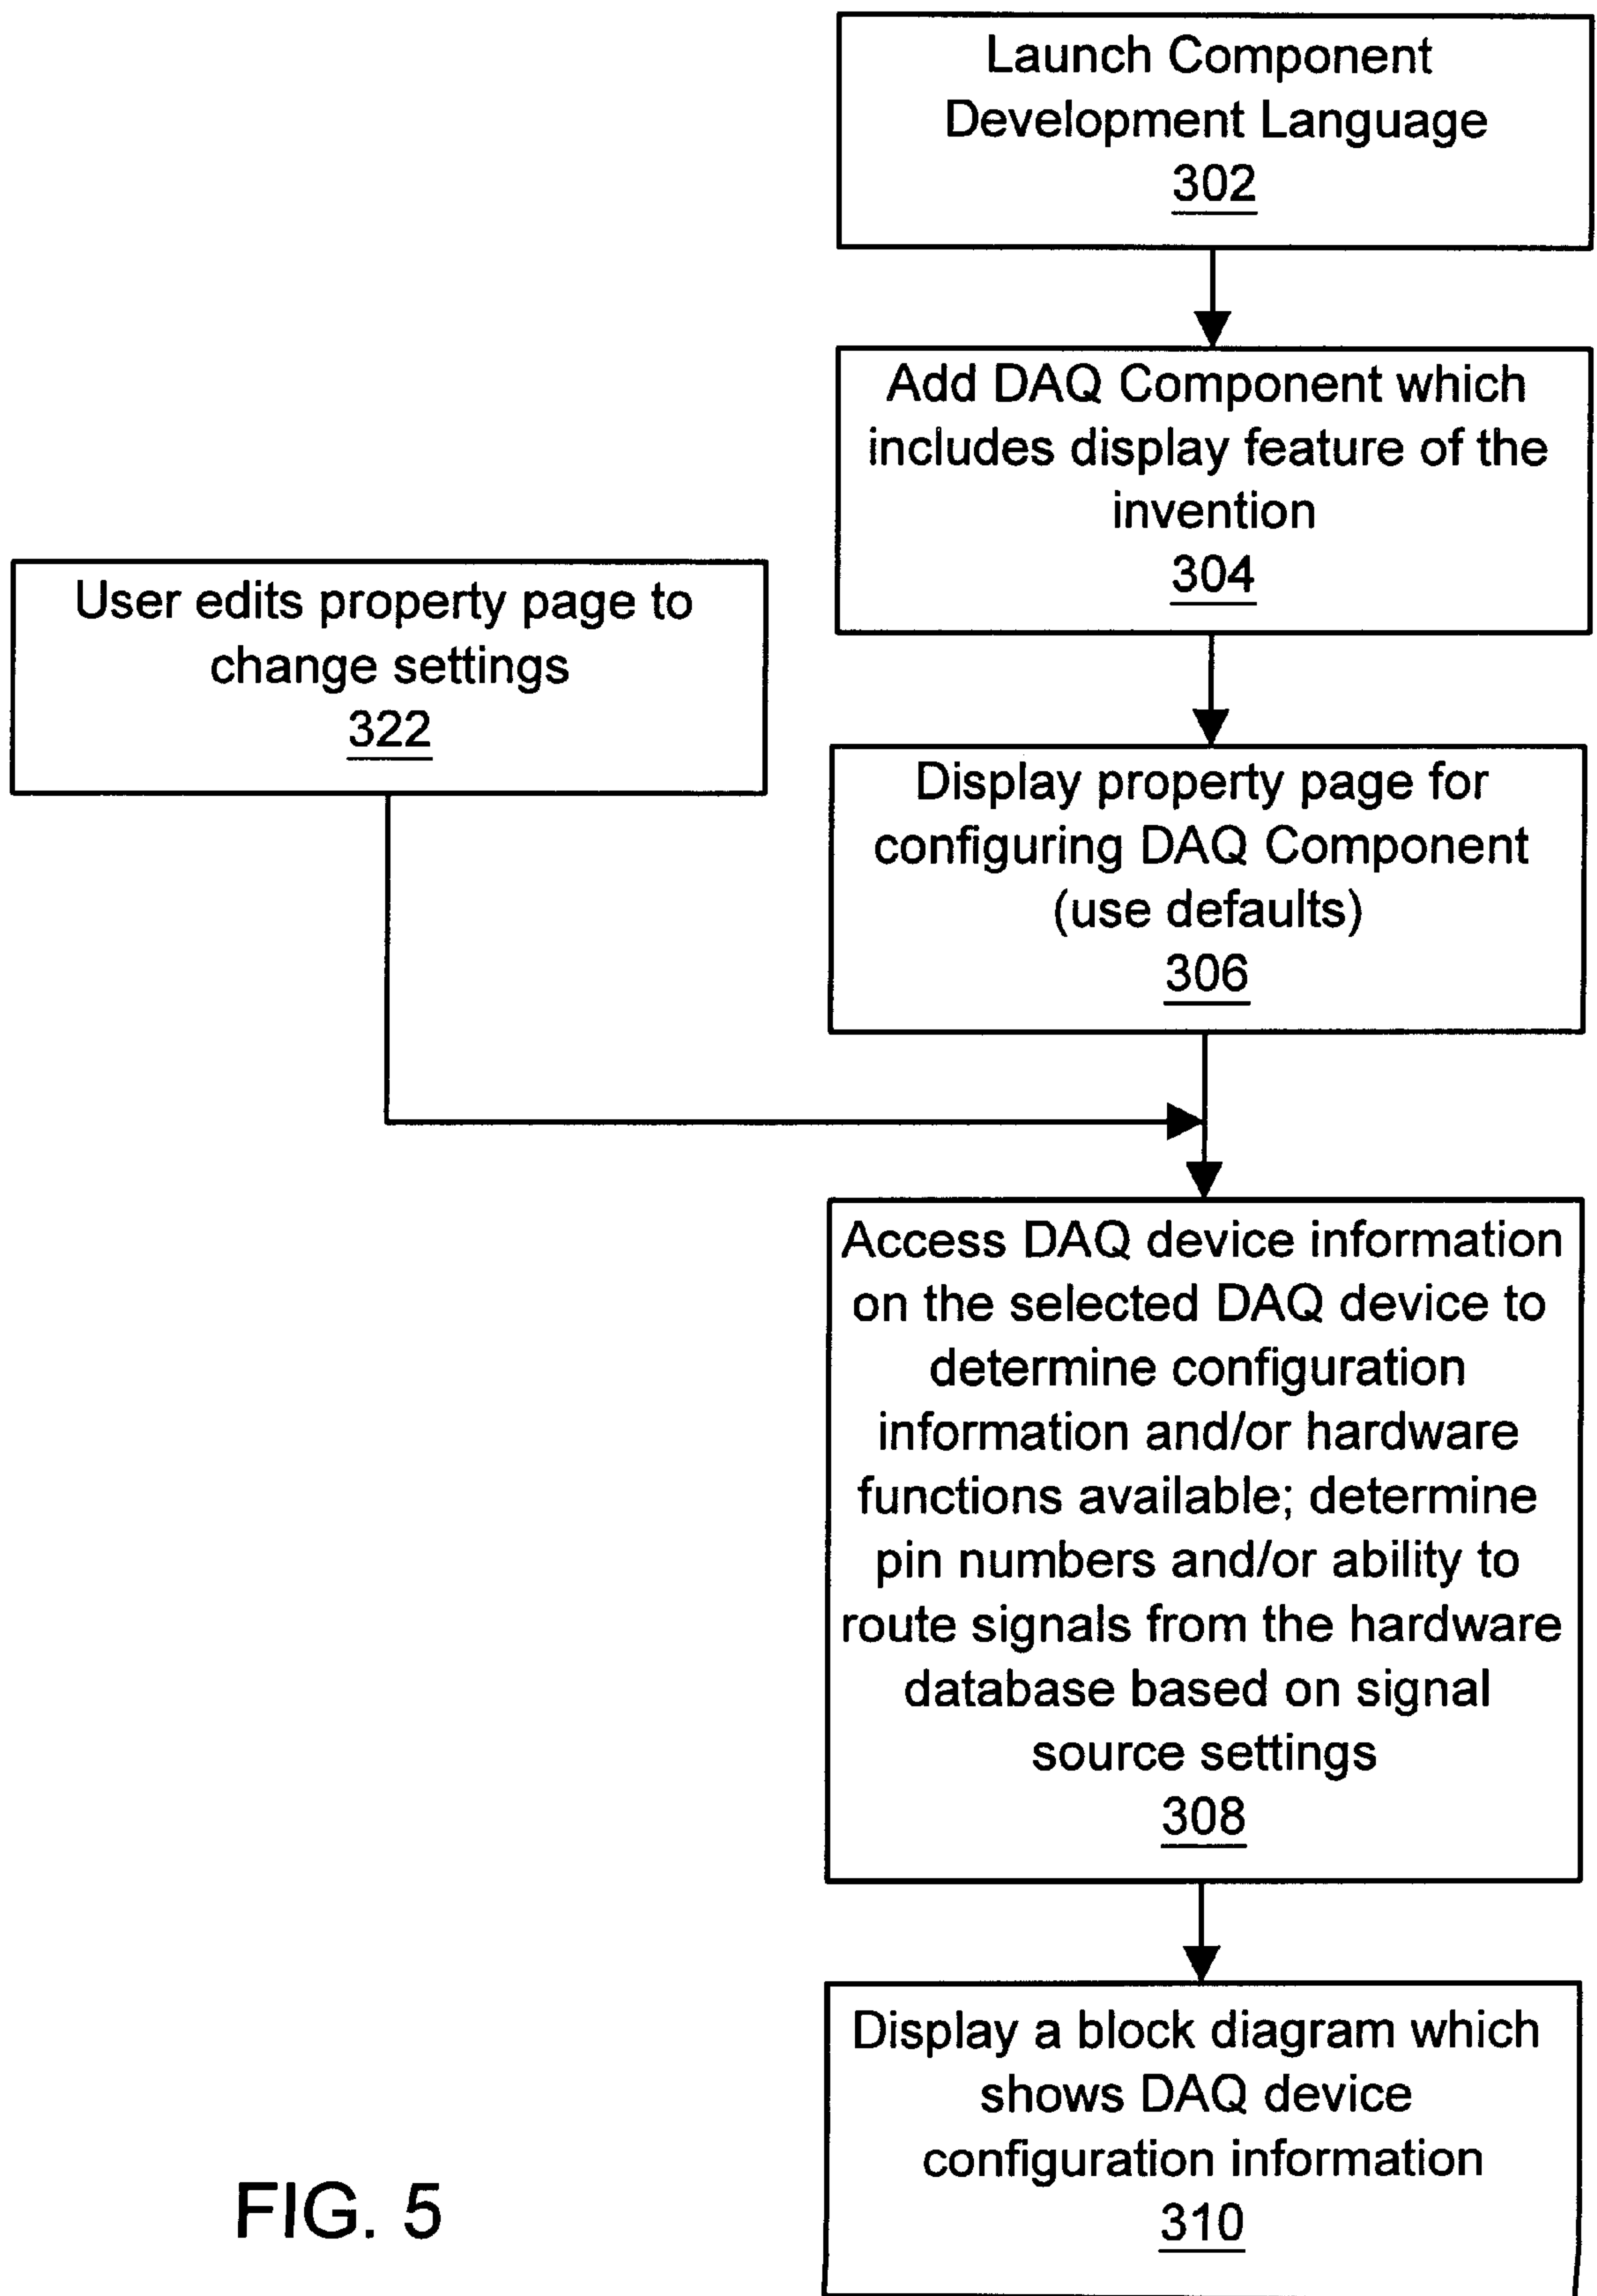 Launch Component
Development Language
302
Add DAQ Component which
includes display feature of the
invention
304
User edits property page to
change settings
322
Display property page for
configuring DAQ Component
(use defaults)
306
Access DAQ device information
on the selected DAQ device to
determine configuration
information and/or hardware
functions available; determine
pin numbers and/or ability to
route signals from the hardware
database based on signal
source settings
308
Display a block diagram which
shows DAQ device
configuration information
310
FIG. 5